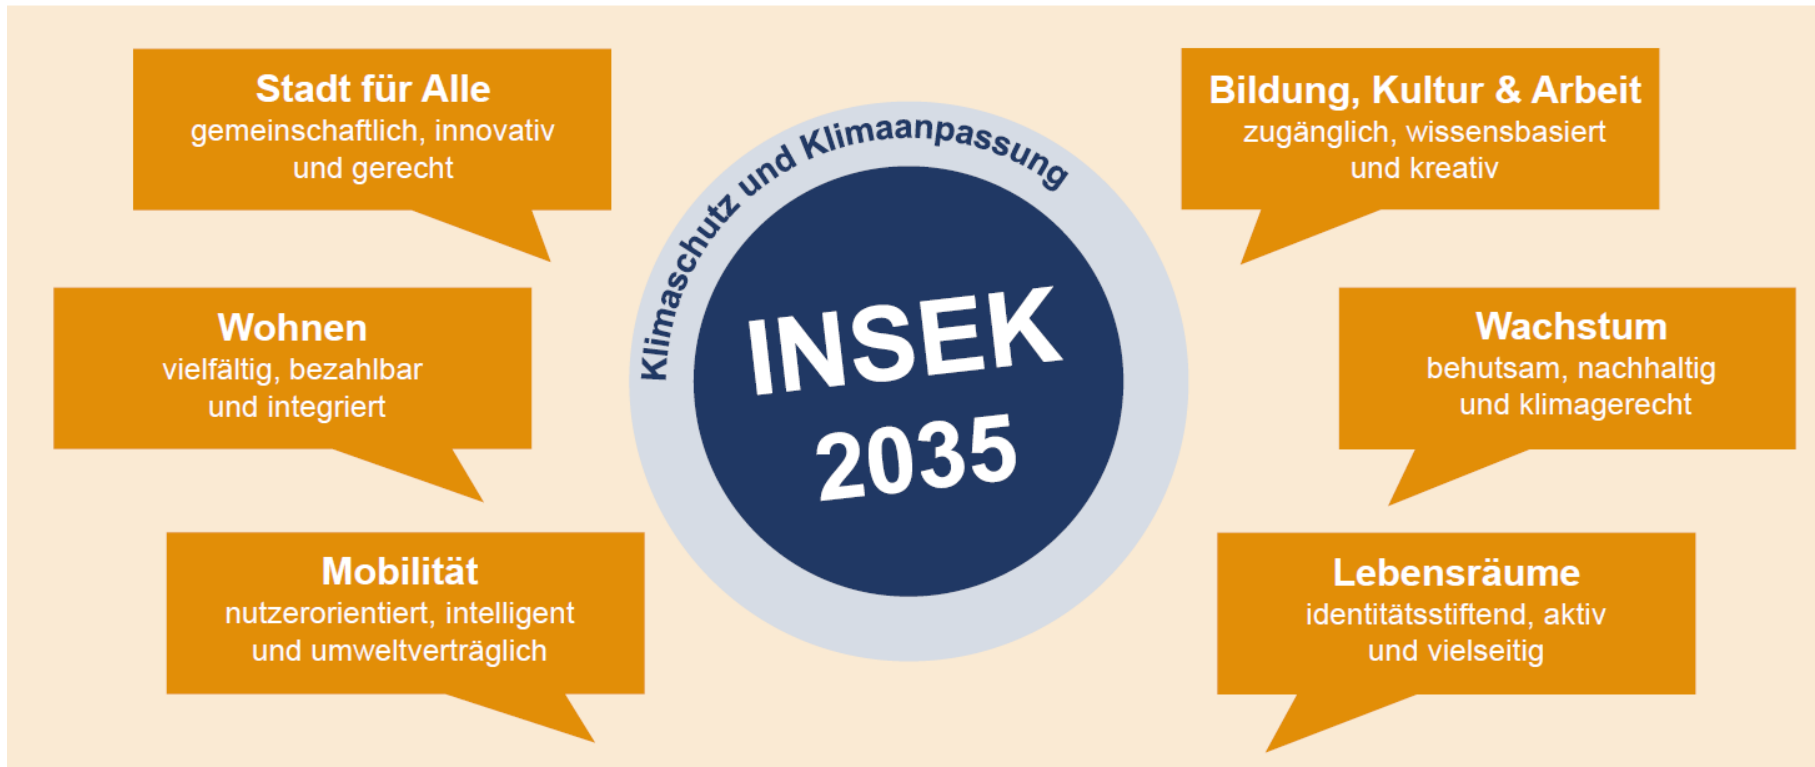 Stadt für Alle
gemeinschaftlich, innovativ
und gerecht
Wohnen
vielfältig, bezahlbar
und integriert
Mobilität
nutzerorientiert, intelligent
und umweltverträglich
Klimaschutz und Klimaanpassung
INSEK
2035
Bildung, Kultur & Arbeit
zugänglich, wissensbasiert
und kreativ
Wachstum
behutsam, nachhaltig
und klimagerecht
Lebensräume
identitätsstiftend, aktiv
und vielseitig